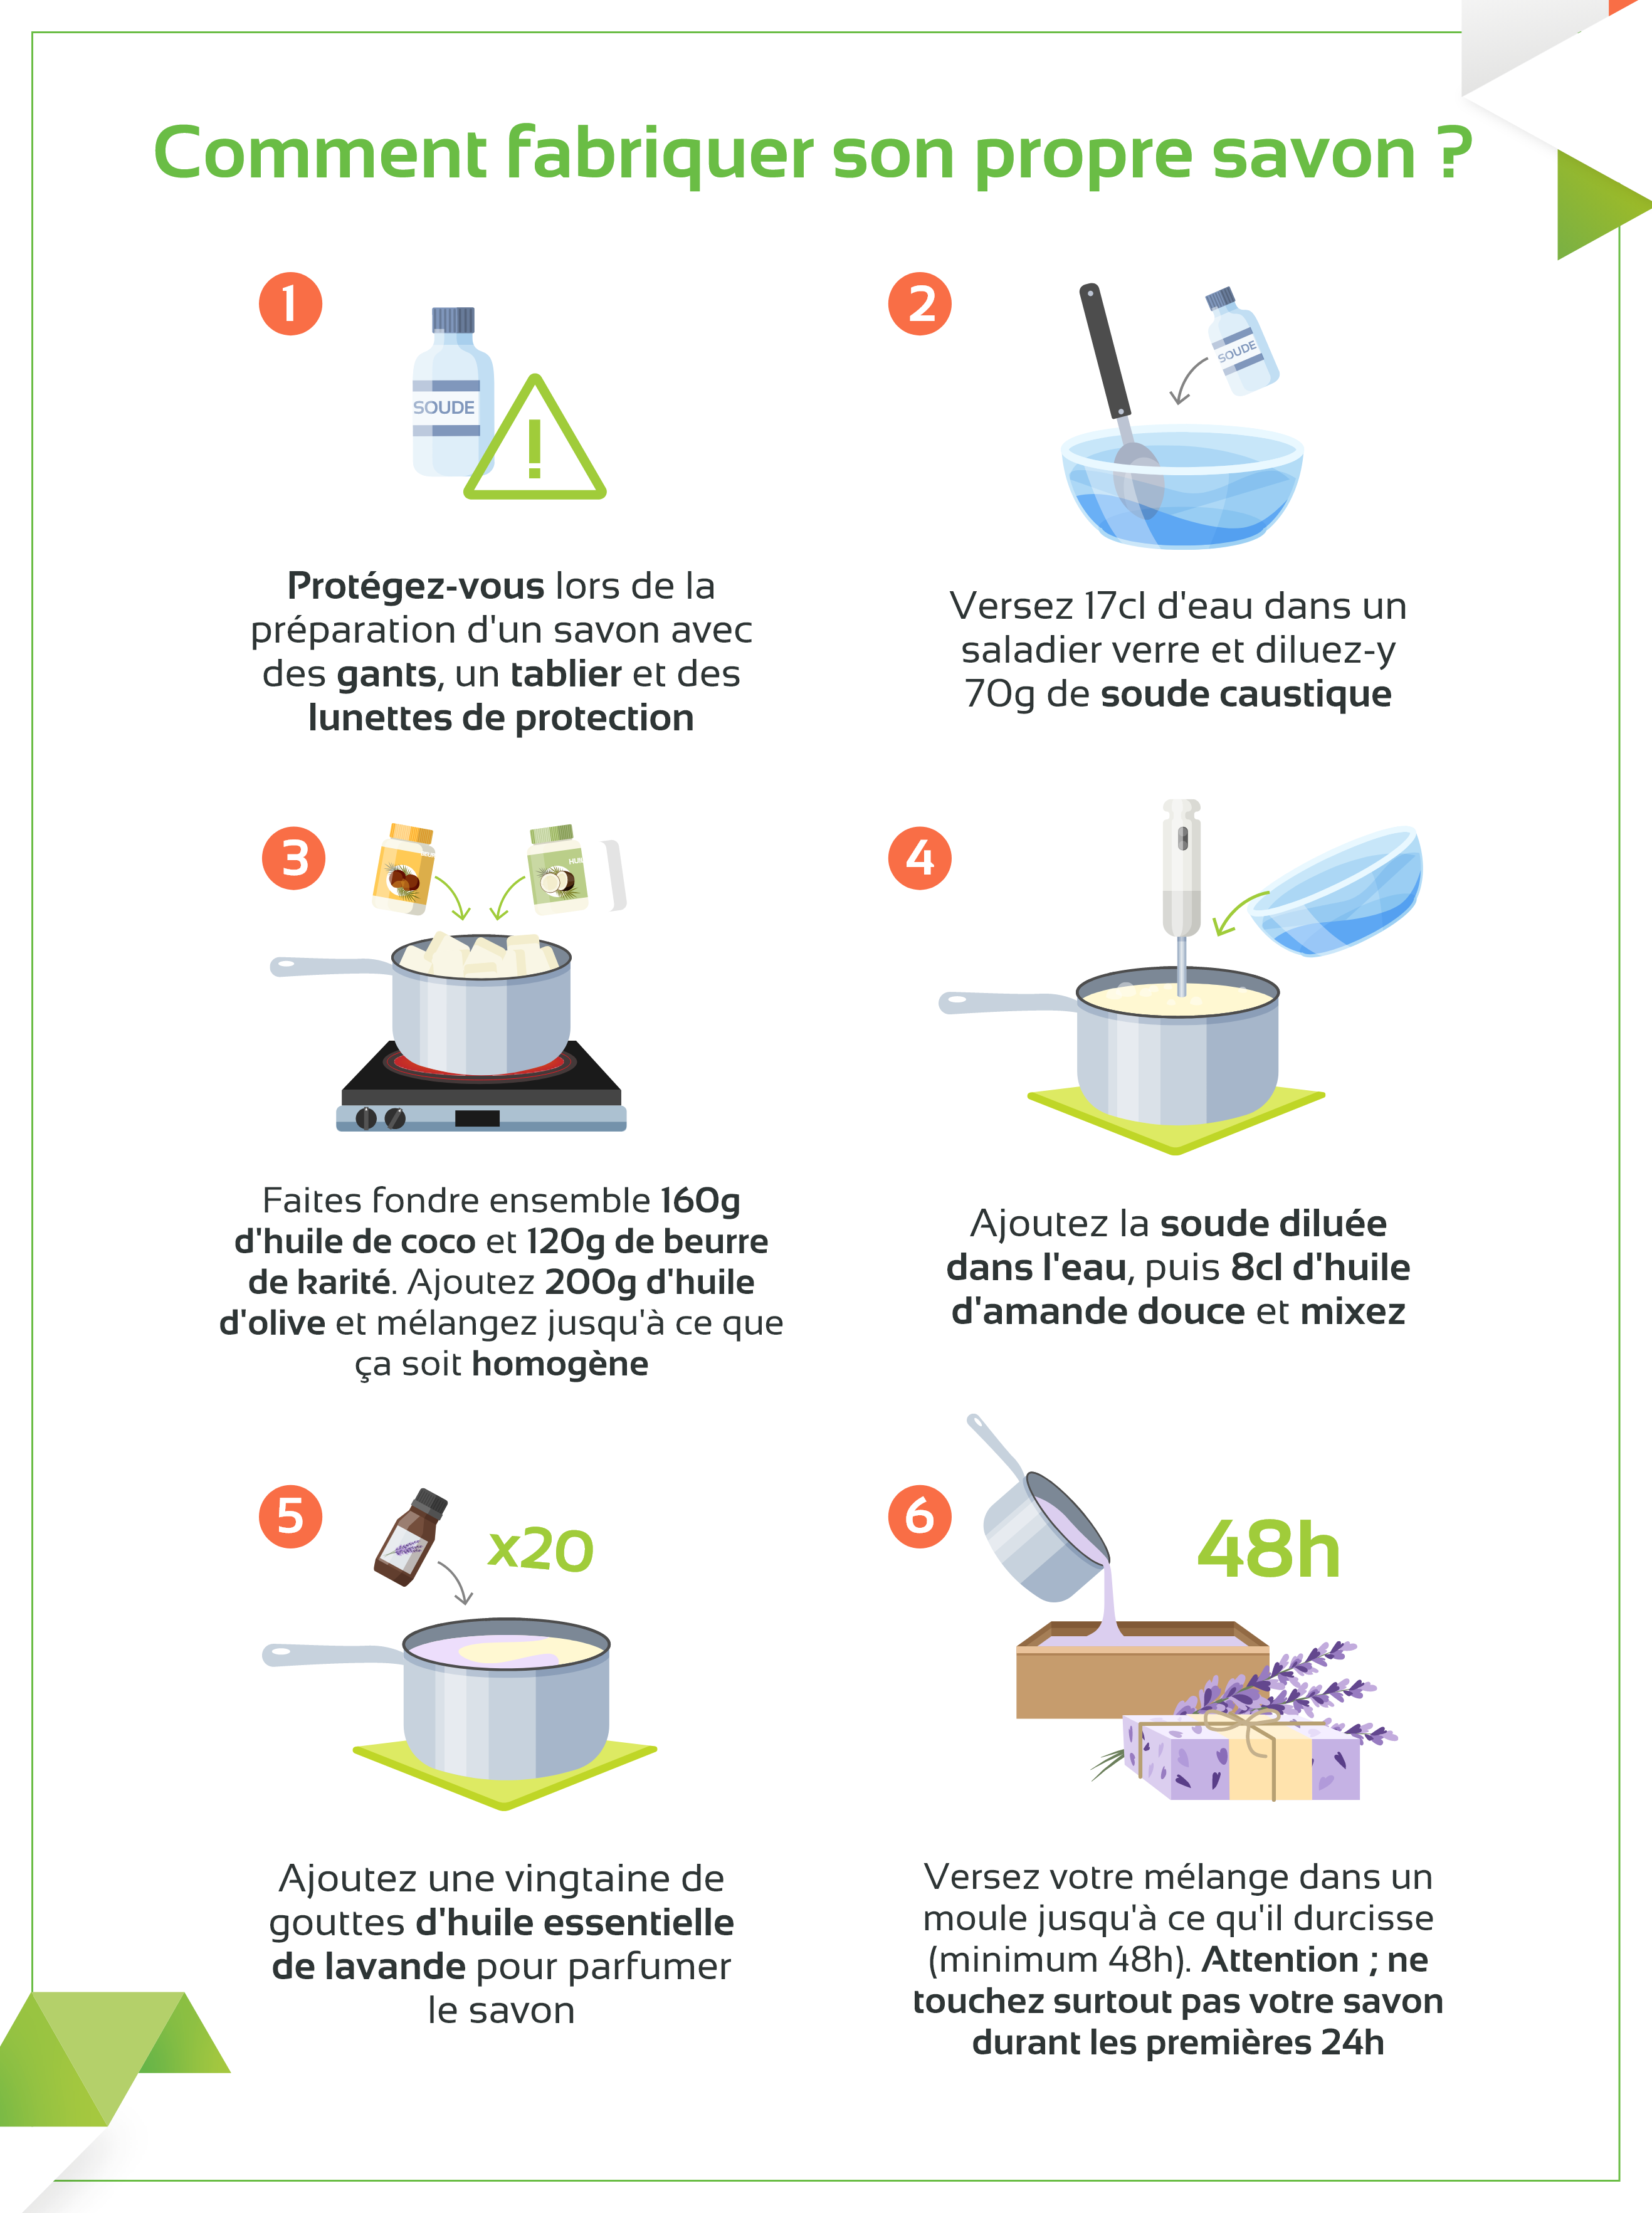 Comment fabriquer son propre savon ?
1
SOUDE
!
Protégez-vous lors de la
préparation d'un savon avec
des gants, un tablier et des
lunettes de protection
2
SOUDE
Versez 17cl d'eau dans un
saladier verre et diluez-y
70g de soude caustique
3
Faites fondre ensemble 160g
d'huile de coco et 120g de beurre
de karité. Ajoutez 200g d'huile
d'olive et mélangez jusqu'à ce que
ça soit homogène
4
Ajoutez la soude diluée
dans l'eau, puis 8cl d'huile
d'amande douce et mixez
5
x20
Ajoutez une vingtaine de
gouttes d'huile essentielle
de lavande pour parfumer
le savon
6
48h
Versez votre mélange dans un
moule jusqu'à ce qu'il durcisse
(minimum 48h). Attention ; ne
touchez surtout pas votre savon
durant les premières 24h